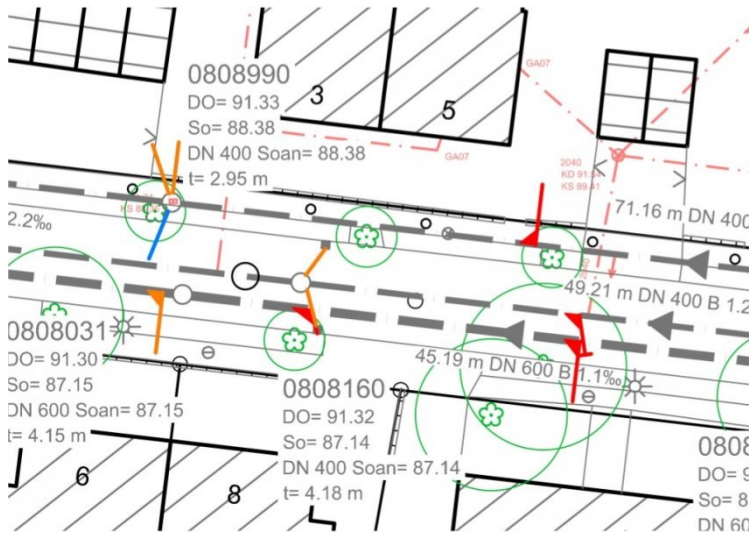 0808990
DO= 91.33
So= 88.38
DN 400 Soan= 88.38
t= 2.95 m
3
5
GA07
GA07
2040
KD 91.54
KS 89.41
71.16 m DN 400
2.2‰
49.21 m DN 400 B 1.2
45.19 m DN 600 B 1.1‰
0808031
DO= 91.30
So= 87.15
DN 600 Soan= 87.15
t= 4.15 m
0808160
DO= 91.32
So= 87.14
DN 400 Soan= 87.14
t= 4.18 m
6
8
0808
DO= 9
So= 8
DN 60